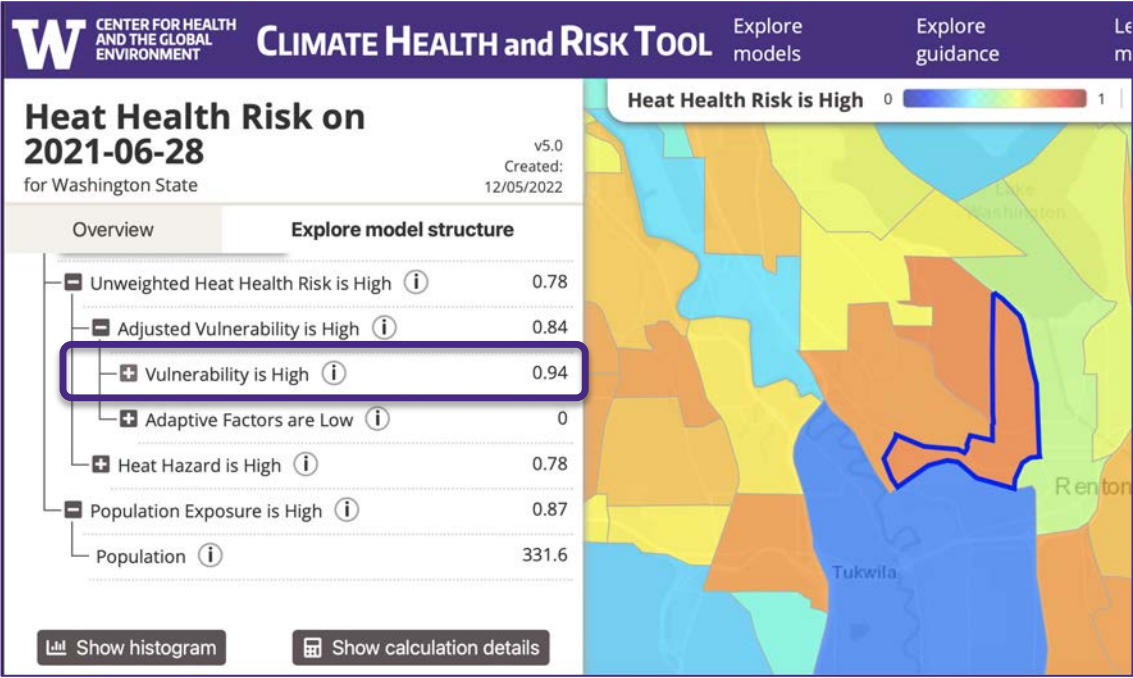 W CENTER FOR HEALTH
AND THE GLOBAL
ENVIRONMENT
CLIMATE HEALTH and RISK TOOL
Explore
models
Explore
guidance
Heat Health Risk on
2021-06-28
for Washington State
v5.0
Created:
12/05/2022
Overview
Explore model structure
Unweighted Heat Health Risk is High i 0.78
Adjusted Vulnerability is High i 0.84
Vulnerability is High i 0.94
Adaptive Factors are Low i 0
Heat Hazard is High i 0.78
Population Exposure is High i 0.87
Population i 331.6
Show histogram
Show calculation details
Heat Health Risk is High 0 1
Lake
Washington
Renton
Tukwila